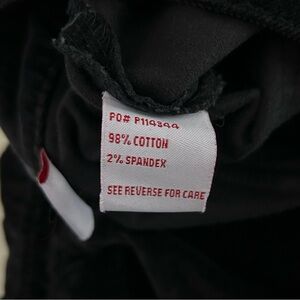 PO# P114344
98% COTTON
2% SPANDEX
SEE REVERSE FOR CARE